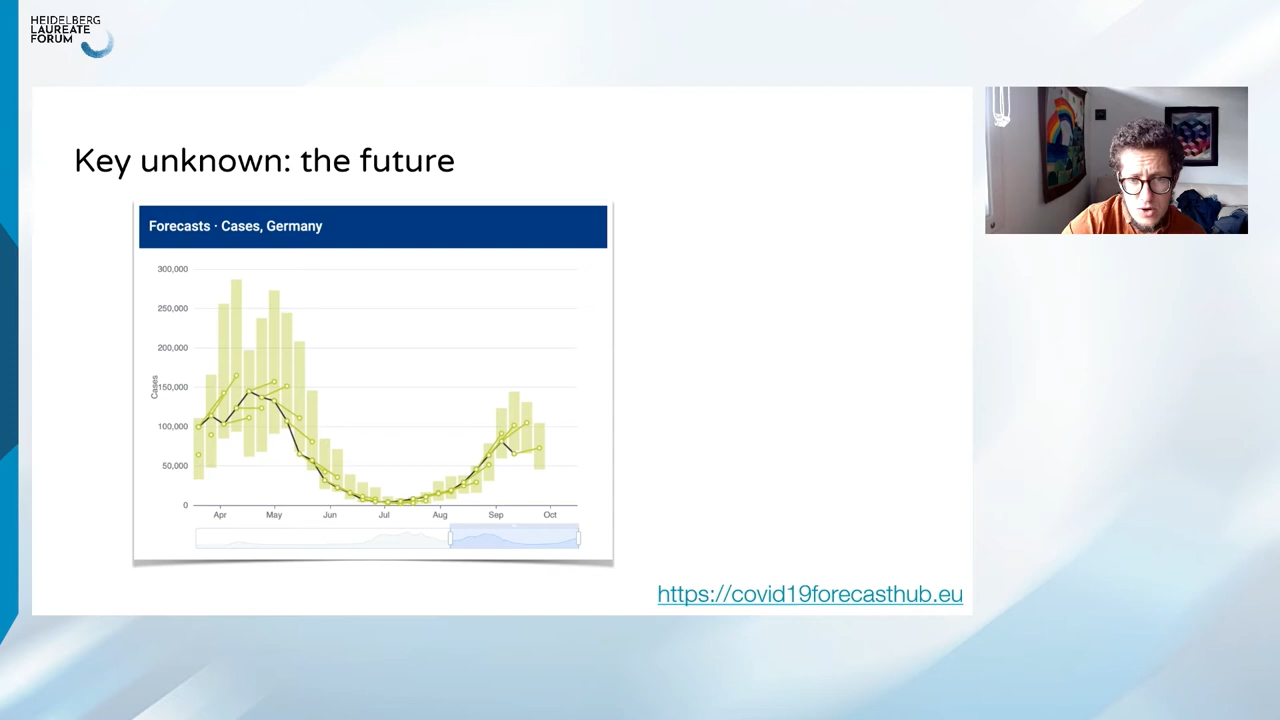 HEIDELBERG
LAUREATE
FORUM
Key unknown: the future
Forecasts · Cases, Germany
Cases
300,000
250,000
200,000
150,000
100,000
50,000
0
Apr May Jun Jul Aug Sep Oct
https://covid19forecasthub.eu